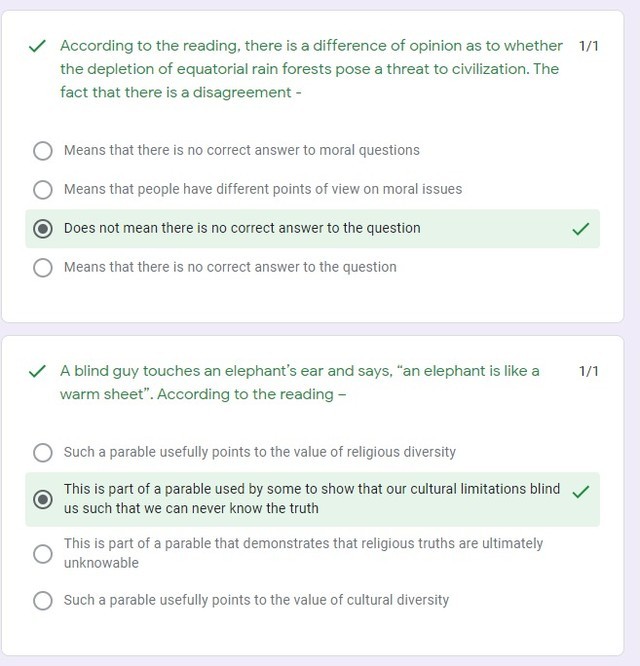 According to the reading, there is a difference of opinion as to whether 1/1
the depletion of equatorial rain forests pose a threat to civilization. The
fact that there is a disagreement -
Means that there is no correct answer to moral questions
Means that people have different points of view on moral issues
Does not mean there is no correct answer to the question
Means that there is no correct answer to the question
A blind guy touches an elephant’s ear and says, “an elephant is like a 1/1
warm sheet”. According to the reading –
Such a parable usefully points to the value of religious diversity
This is part of a parable used by some to show that our cultural limitations blind
us such that we can never know the truth
This is part of a parable that demonstrates that religious truths are ultimately
unknowable
Such a parable usefully points to the value of cultural diversity